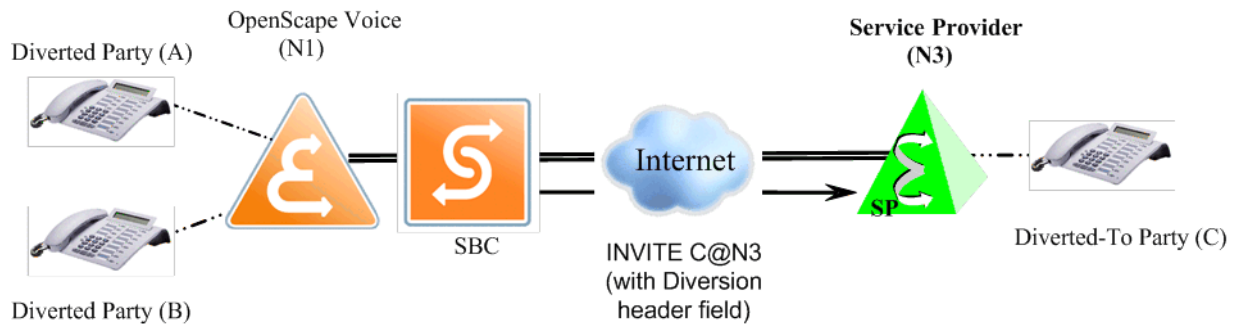 OpenScape Voice
(N1)
Service Provider
(N3)
Diverted Party (A)
Internet
SP
SBC
INVITE C@N3
(with Diversion
header field)
Diverted-To Party (C)
Diverted Party (B)